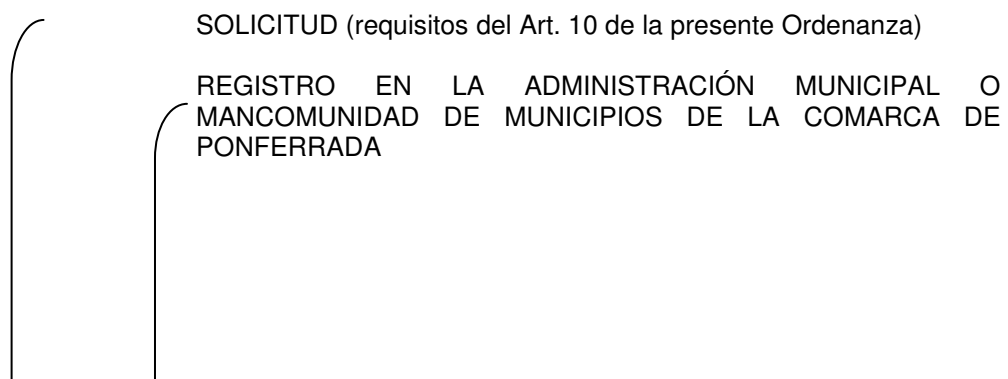 SOLICITUD (requisitos del Art. 10 de la presente Ordenanza)
REGISTRO EN LA ADMINISTRACIÓN MUNICIPAL O
MANCOMUNIDAD DE MUNICIPIOS DE LA COMARCA DE
PONFERRADA